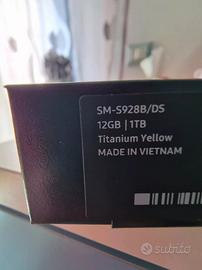 SM-S928B/DS
12GB | 1TB
Titanium Yellow
MADE IN VIETNAM
subito